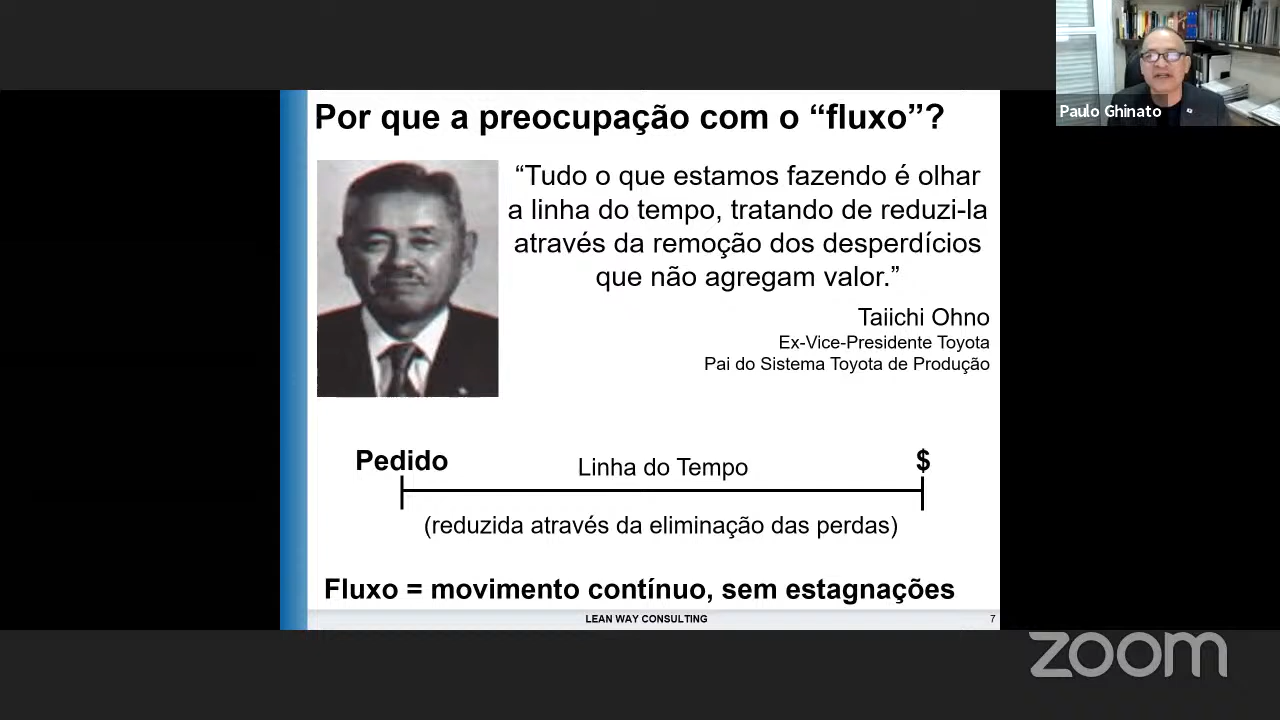 Paulo Ghinato
Por que a preocupação com o “fluxo”?
“Tudo o que estamos fazendo é olhar
a linha do tempo, tratando de reduzi-la
através da remoção dos desperdícios
que não agregam valor.”
Taiichi Ohno
Ex-Vice-Presidente Toyota
Pai do Sistema Toyota de Produção
Pedido
Linha do Tempo
$
(reduzida através da eliminação das perdas)
Fluxo = movimento contínuo, sem estagnações
LEAN WAY CONSULTING
7
zoom